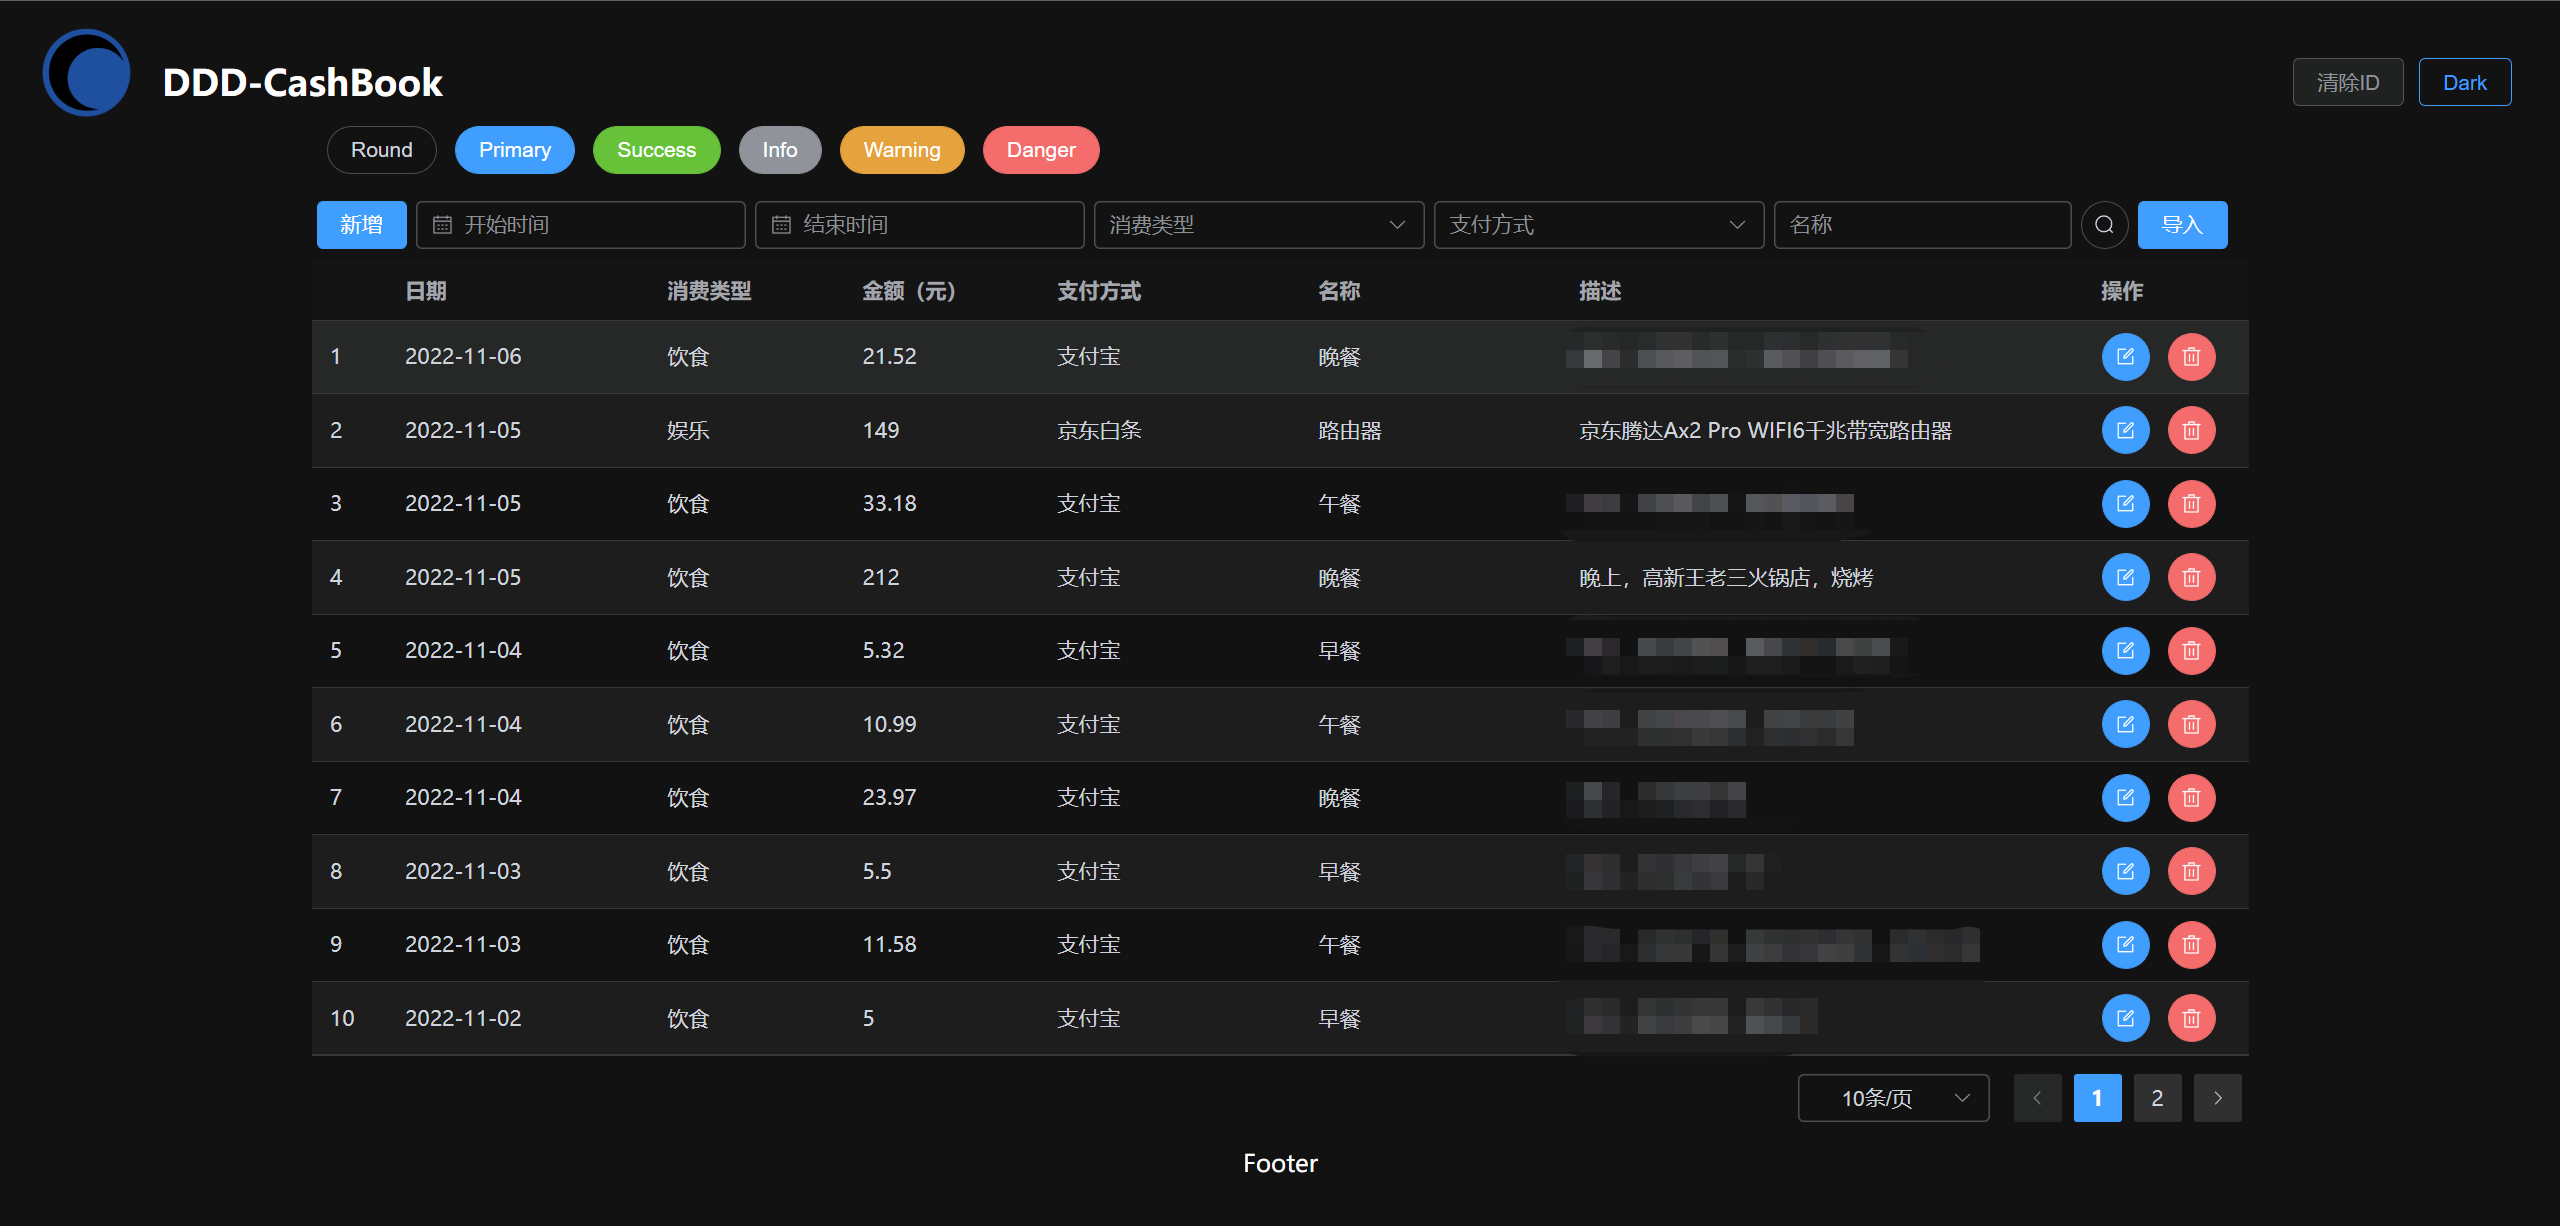 DDD-CashBook
清除ID Dark
Round Primary Success Info Warning Danger
新增 开始时间 结束时间 消费类型 支付方式 名称 导入
日期 消费类型 金额（元） 支付方式 名称 描述 操作
1 2022-11-06 饮食 21.52 支付宝 晚餐
2 2022-11-05 娱乐 149 京东白条 路由器 京东腾达Ax2 Pro WIFI6千兆带宽路由器
3 2022-11-05 饮食 33.18 支付宝 午餐
4 2022-11-05 饮食 212 支付宝 晚餐 晚上，高新王老三火锅店，烧烤
5 2022-11-04 饮食 5.32 支付宝 早餐
6 2022-11-04 饮食 10.99 支付宝 午餐
7 2022-11-04 饮食 23.97 支付宝 晚餐
8 2022-11-03 饮食 5.5 支付宝 早餐
9 2022-11-03 饮食 11.58 支付宝 午餐
10 2022-11-02 饮食 5 支付宝 早餐
10条/页 1 2
Footer